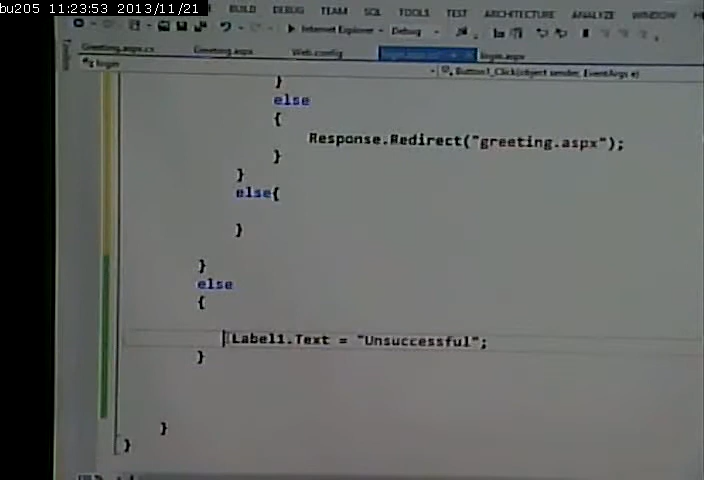 bu205 11:23:53 2013/11/21
BUILD DEBUG TEAM SQL TOOLS TEST ARCHITECTURE ANALYZE WINDOW
Internet Explorer Debug
Greeting.aspx.cs Greeting.aspx Web.config login.aspx
login Button1_Click(object sender, EventArgs e)
}
else
{
Response.Redirect("greeting.aspx");
}
}
else{
}
}
else
{
Label1.Text = "Unsuccessful";
}
}
}